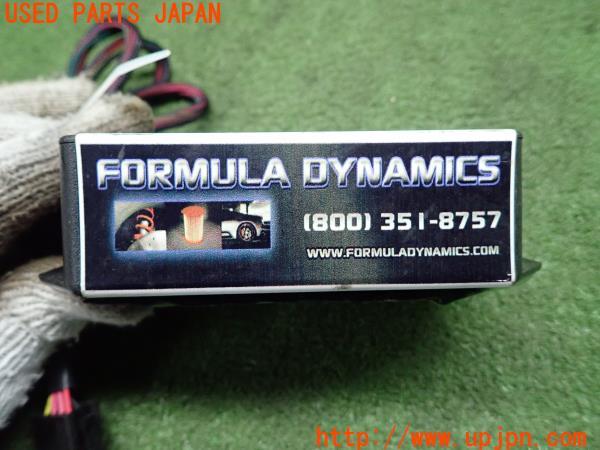 USED PARTS JAPAN
FORMULA DYNAMICS
(800) 351-8757
WWW.FORMULADYNAMICS.COM
http://www.upjpn.com